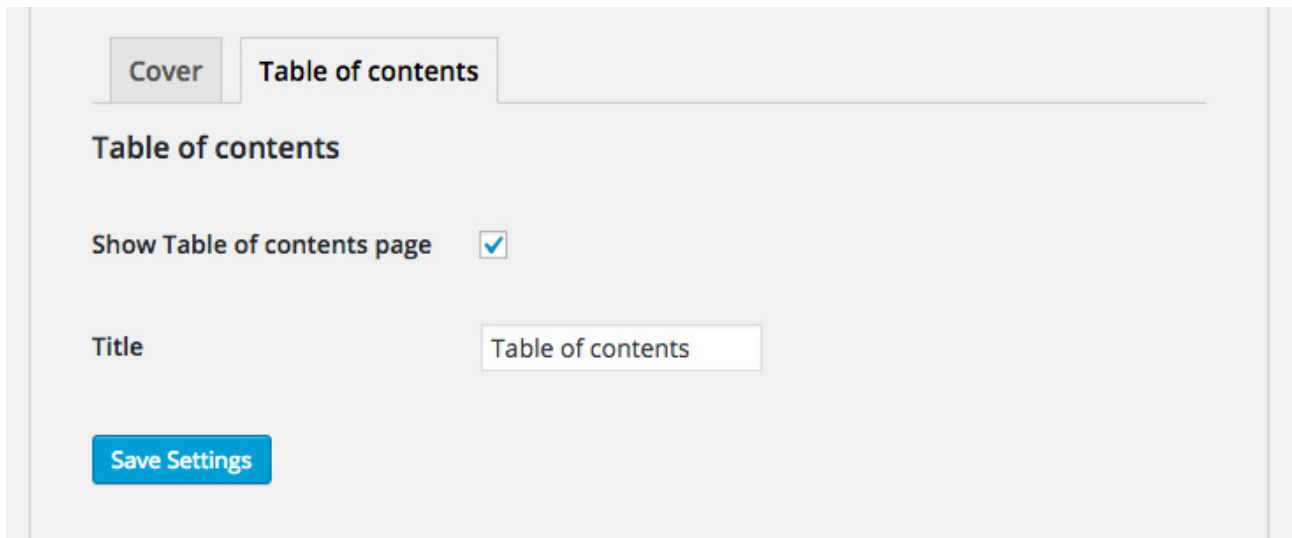 Cover Table of contents
Table of contents
Show Table of contents page
Title Table of contents
Save Settings